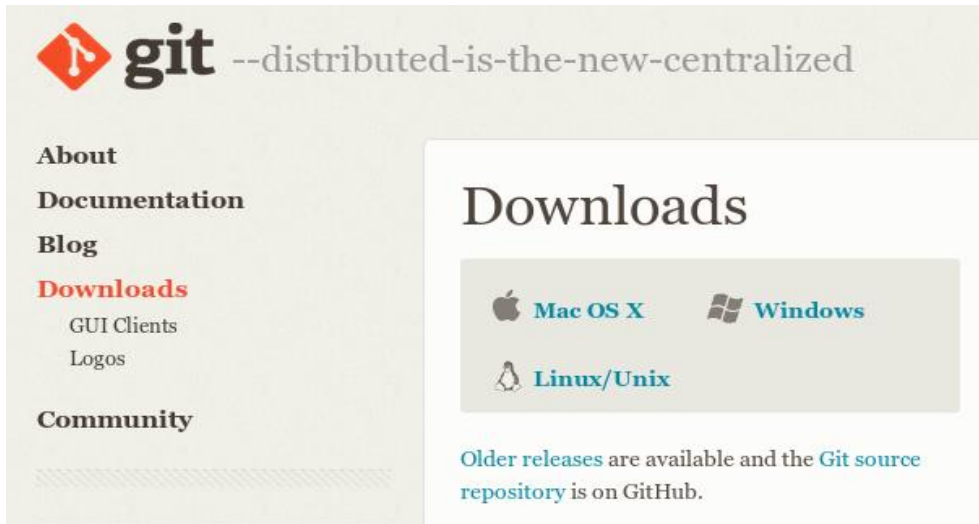 git --distributed-is-the-new-centralized
About
Documentation
Blog
Downloads
GUI Clients
Logos
Community
Downloads
Mac OS X
Windows
Linux/Unix
Older releases are available and the Git source
repository is on GitHub.